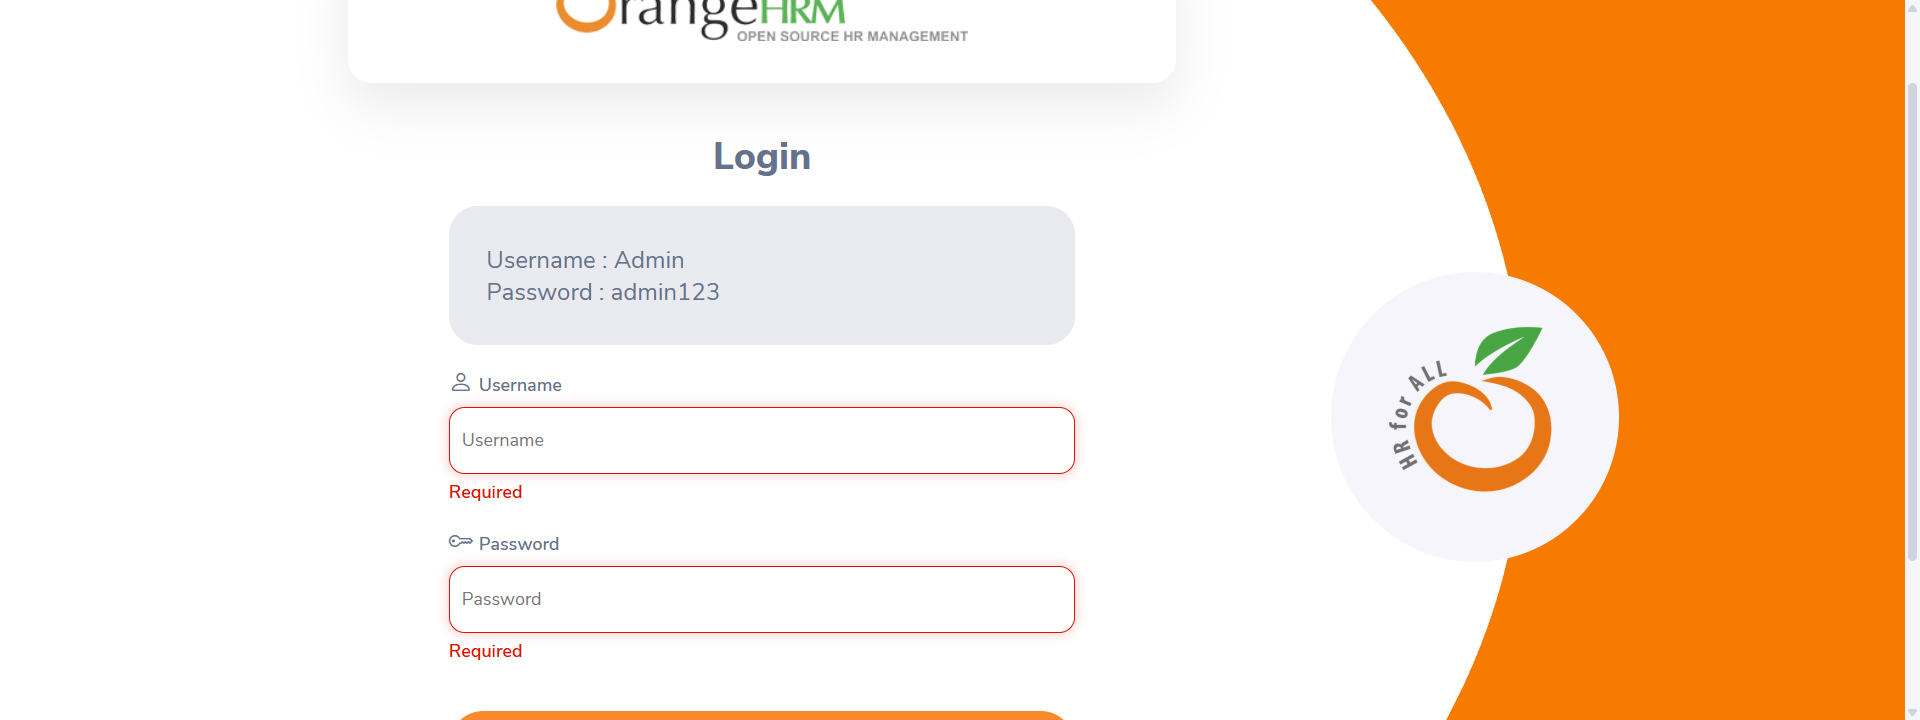 OrangeHRM
OPEN SOURCE HR MANAGEMENT
Login
Username : Admin
Password : admin123
Username
Username
Required
Password
Password
Required
HR for ALL